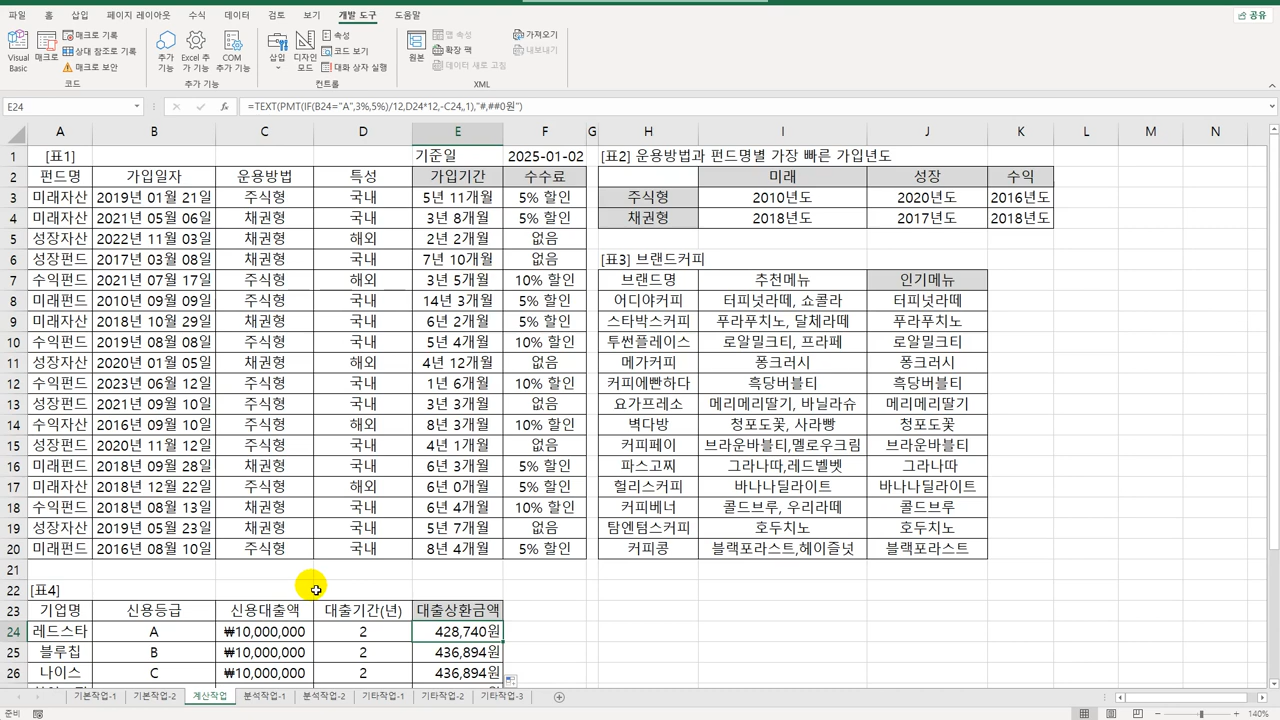 파일 홈 삽입 페이지 레이아웃 수식 데이터 검토 보기 개발 도구 도움말 공유
Visual Basic 매크로 매크로 기록 상대 참조로 기록 매크로 보안 코드
추가 기능 Excel 추가 기능 COM 추가 기능 추가 기능
삽입 디자인 모드 속성 코드 보기 대화 상자 실행 컨트롤
원본 맵 속성 확장 팩 데이터 새로 고침 가져오기 내보내기 XML
E24 fx =TEXT(PMT(IF(B24="A",3%,5%)/12,D24*12,-C24,,1),"#,##0원")
A B C D E F G H I J K L M N
1 [표1] 기준일 2025-01-02 [표2] 운용방법과 펀드명별 가장 빠른 가입년도
2 펀드명 가입일자 운용방법 특성 가입기간 수수료 미래 성장 수익
3 미래자산 2019년 01월 21일 주식형 국내 5년 11개월 5% 할인 주식형 2010년도 2020년도 2016년도
4 미래자산 2021년 05월 06일 채권형 국내 3년 8개월 5% 할인 채권형 2018년도 2017년도 2018년도
5 성장자산 2022년 11월 03일 채권형 해외 2년 2개월 없음
6 성장펀드 2017년 03월 08일 채권형 국내 7년 10개월 없음 [표3] 브랜드커피
7 수익펀드 2021년 07월 17일 주식형 해외 3년 5개월 10% 할인 브랜드명 추천메뉴 인기메뉴
8 미래펀드 2010년 09월 09일 주식형 국내 14년 3개월 5% 할인 어디야커피 터피넛라떼, 쇼콜라 터피넛라떼
9 미래자산 2018년 10월 29일 채권형 국내 6년 2개월 5% 할인 스타박스커피 푸라푸치노, 달체라떼 푸라푸치노
10 수익펀드 2019년 08월 08일 주식형 국내 5년 4개월 10% 할인 투썬플레이스 로얄밀크티, 프라페 로얄밀크티
11 성장자산 2020년 01월 05일 채권형 해외 4년 12개월 없음 메가커피 퐁크러시 퐁크러시
12 수익펀드 2023년 06월 12일 주식형 국내 1년 6개월 10% 할인 커피에빤하다 흑당버블티 흑당버블티
13 성장펀드 2021년 09월 10일 주식형 국내 3년 3개월 없음 요가프레소 메리메리딸기, 바닐라슈 메리메리딸기
14 수익자산 2016년 09월 10일 주식형 해외 8년 3개월 10% 할인 벽다방 청포도꽃, 사라빵 청포도꽃
15 성장펀드 2020년 11월 12일 주식형 국내 4년 1개월 없음 커피페이 브라운바블티,멜로우크림 브라운바블티
16 미래펀드 2018년 09월 28일 채권형 국내 6년 3개월 5% 할인 파스고찌 그라나따,레드벨벳 그라나따
17 미래자산 2018년 12월 22일 주식형 해외 6년 0개월 5% 할인 헐리스커피 바나나딜라이트 바나나딜라이트
18 수익펀드 2018년 08월 13일 채권형 국내 6년 4개월 10% 할인 커피베너 콜드브루, 우리라떼 콜드브루
19 성장자산 2019년 05월 23일 채권형 국내 5년 7개월 없음 탐엔텀스커피 호두치노 호두치노
20 미래펀드 2016년 08월 10일 주식형 국내 8년 4개월 5% 할인 커피콩 블랙포라스트,헤이즐넛 블랙포라스트
21
22 [표4]
23 기업명 신용등급 신용대출액 대출기간(년) 대출상환금액
24 레드스타 A ₩10,000,000 2 428,740원
25 블루칩 B ₩10,000,000 2 436,894원
26 나이스 C ₩10,000,000 2 436,894원
기본작업-1 기본작업-2 계산작업 분석작업-1 분석작업-2 기타작업-1 기타작업-2 기타작업-3
준비 140%